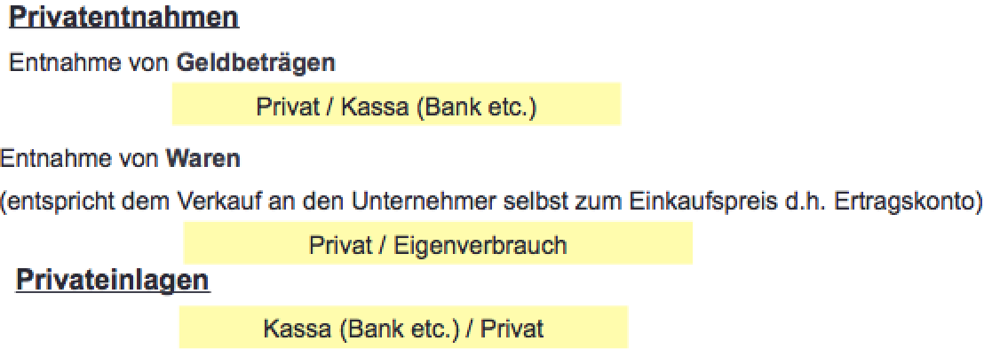 Privatentnahmen
Entnahme von Geldbeträgen
Privat / Kassa (Bank etc.)
Entnahme von Waren
(entspricht dem Verkauf an den Unternehmer selbst zum Einkaufspreis d.h. Ertragskonto)
Privat / Eigenverbrauch
Privateinlagen
Kassa (Bank etc.) / Privat